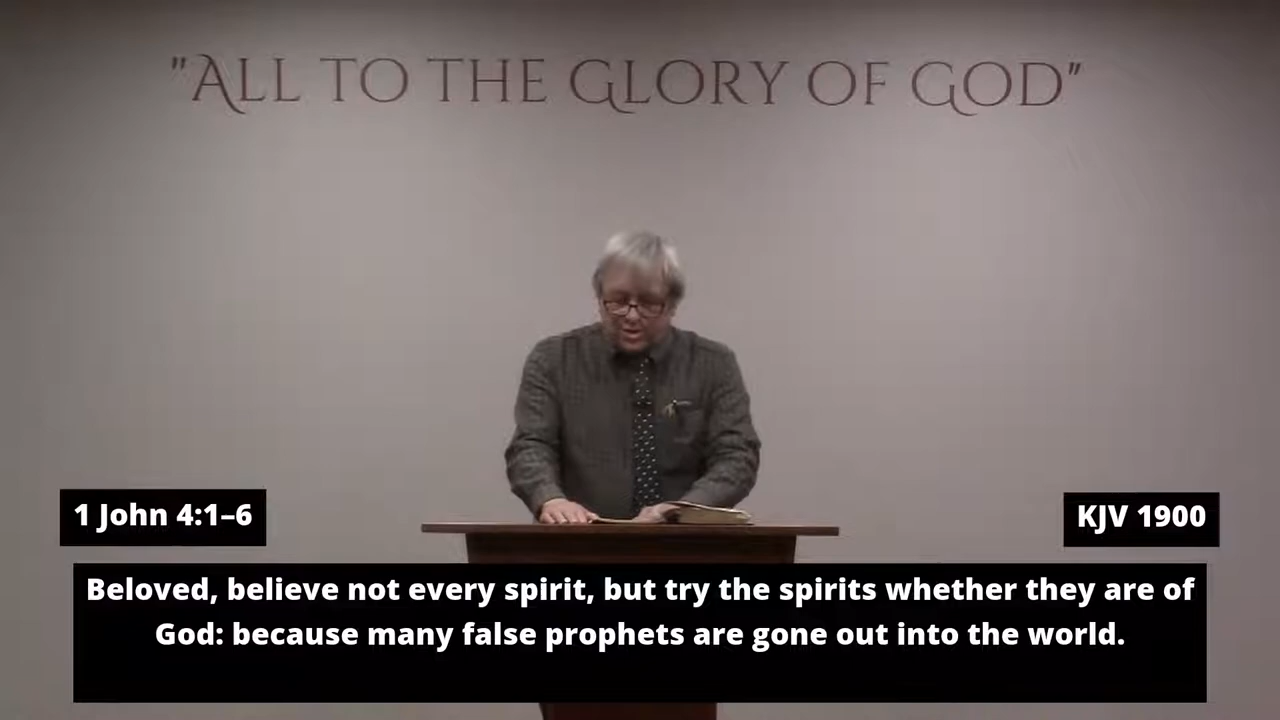 "ALL TO THE GLORY OF GOD"
1 John 4:1–6
KJV 1900
Beloved, believe not every spirit, but try the spirits whether they are of
God: because many false prophets are gone out into the world.